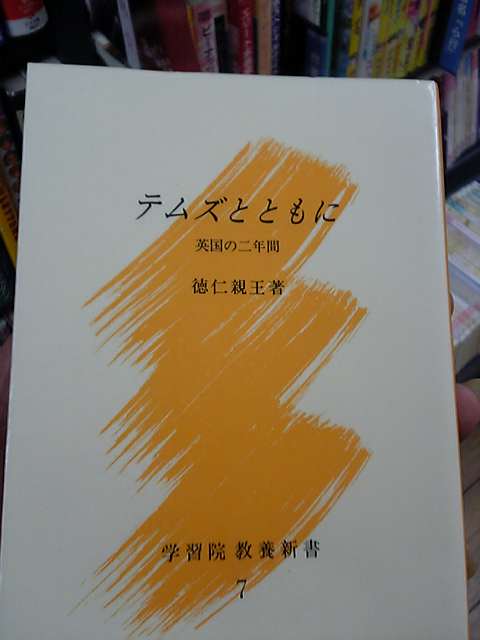 テムズとともに
英国の二年間
徳仁親王著
学習院教養新書
7